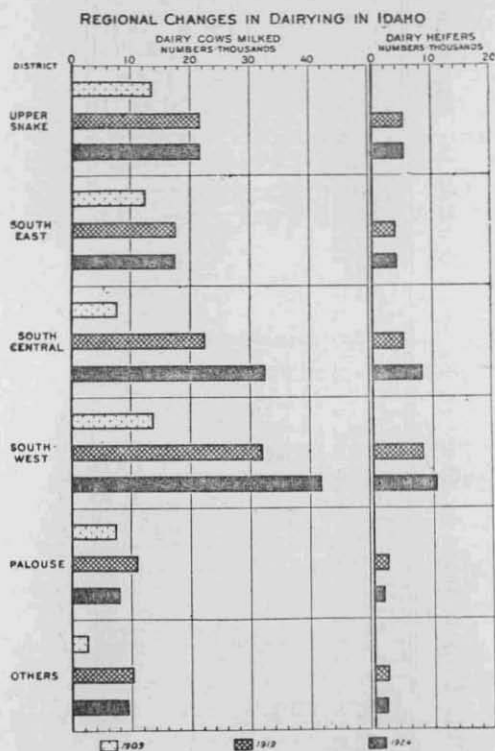 REGIONAL CHANGES IN DAIRYING IN IDAHO
DAIRY COWS MILKED
NUMBERS-THOUSANDS
DAIRY HEIFERS
NUMBERS THOUSANDS
DISTRICT
0 10 20 30 40 0 10 20
UPPER
SNAKE
SOUTH
EAST
SOUTH
CENTRAL
SOUTH-
WEST
PALOUSE
OTHERS
1909 1919 1924